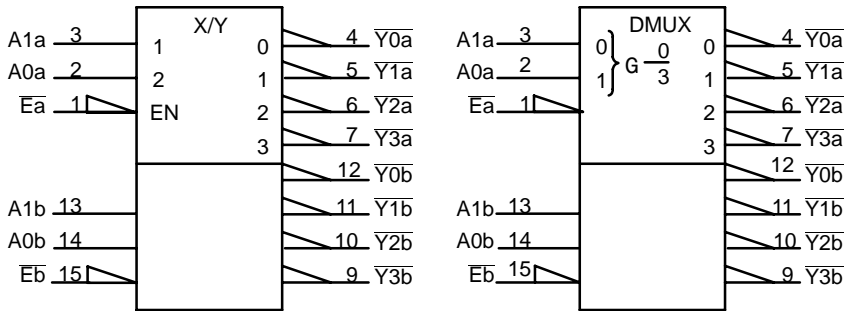 X/Y
A1a 3 1 0 4 Y0a
A0a 2 2 1 5 Y1a
Ea 1 EN 2 6 Y2a
3 7 Y3a
12 Y0b
A1b 13 11 Y1b
A0b 14 10 Y2b
Eb 15 9 Y3b
DMUX
A1a 3 0 0 4 Y0a
A0a 2 1 } G 0/3 1 5 Y1a
Ea 1 2 6 Y2a
3 7 Y3a
12 Y0b
A1b 13 11 Y1b
A0b 14 10 Y2b
Eb 15 9 Y3b